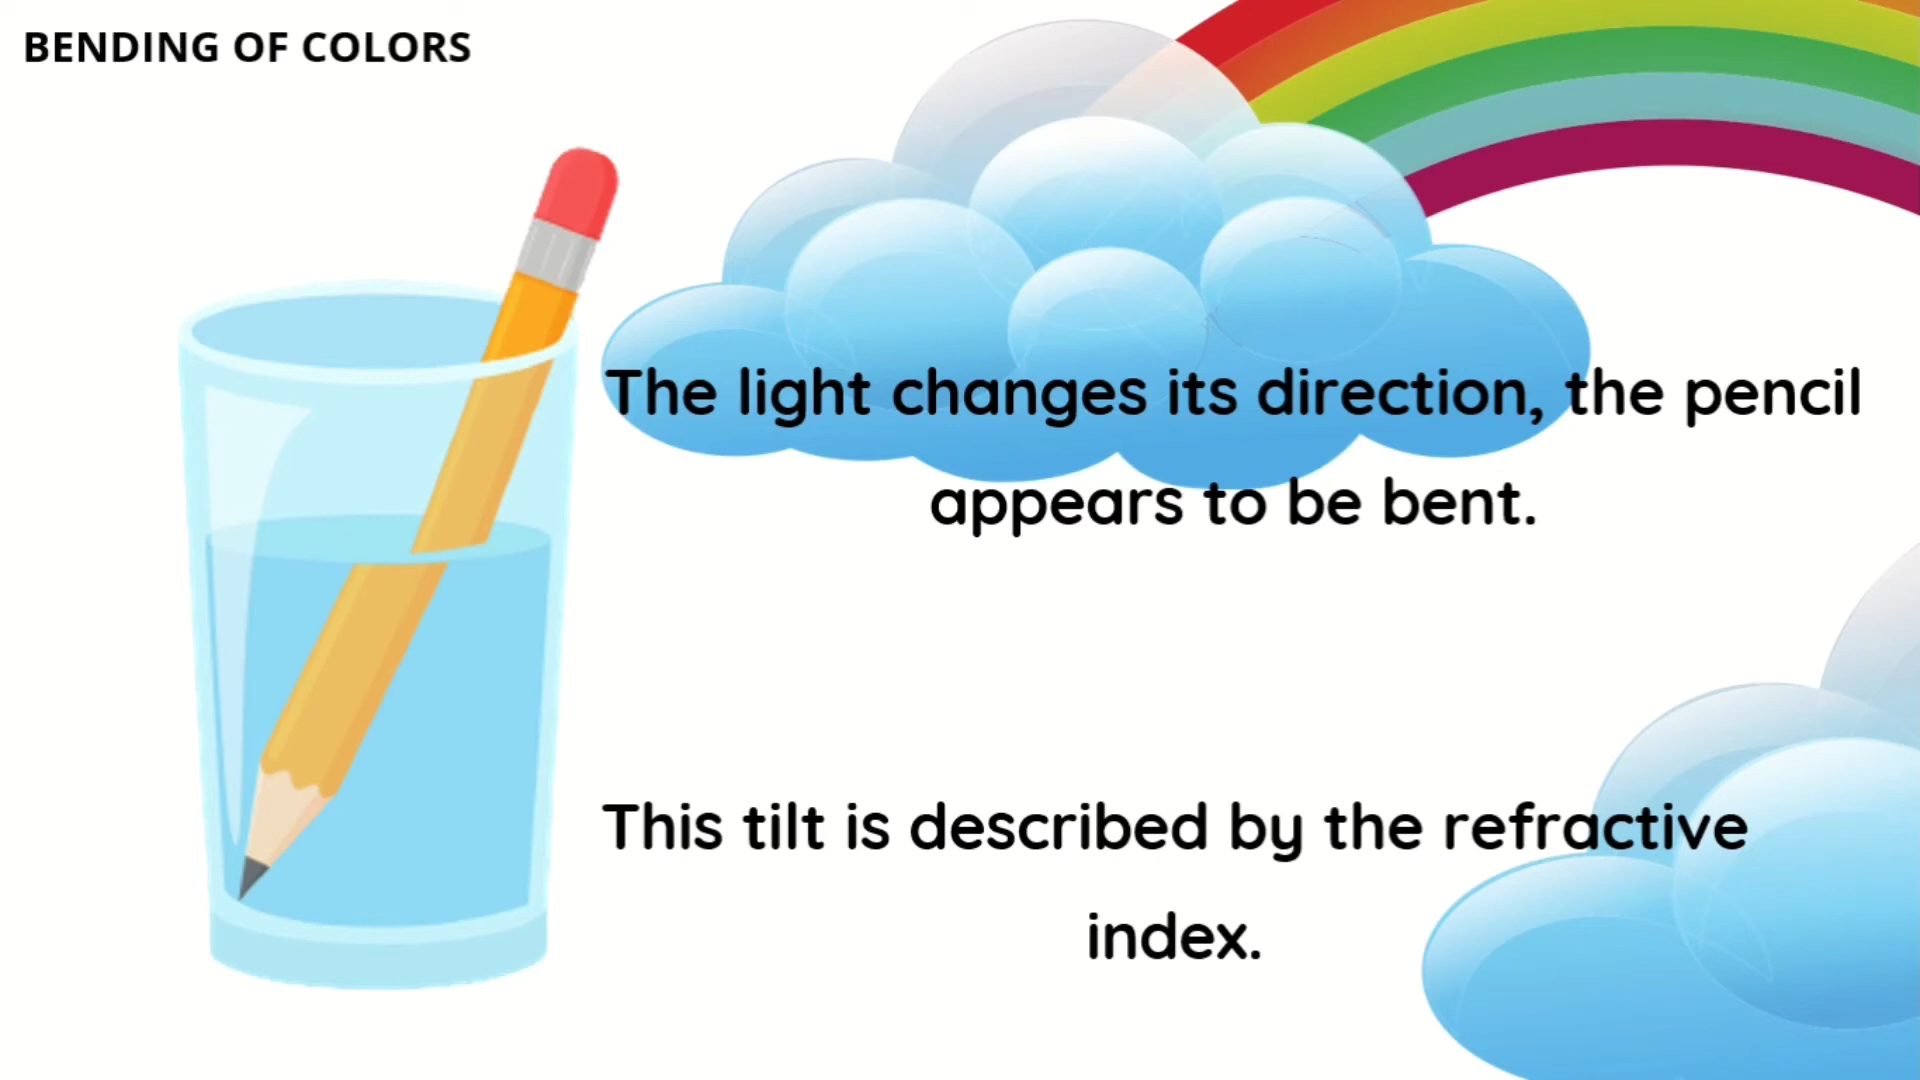 BENDING OF COLORS
The light changes its direction, the pencil
appears to be bent.
This tilt is described by the refractive
index.